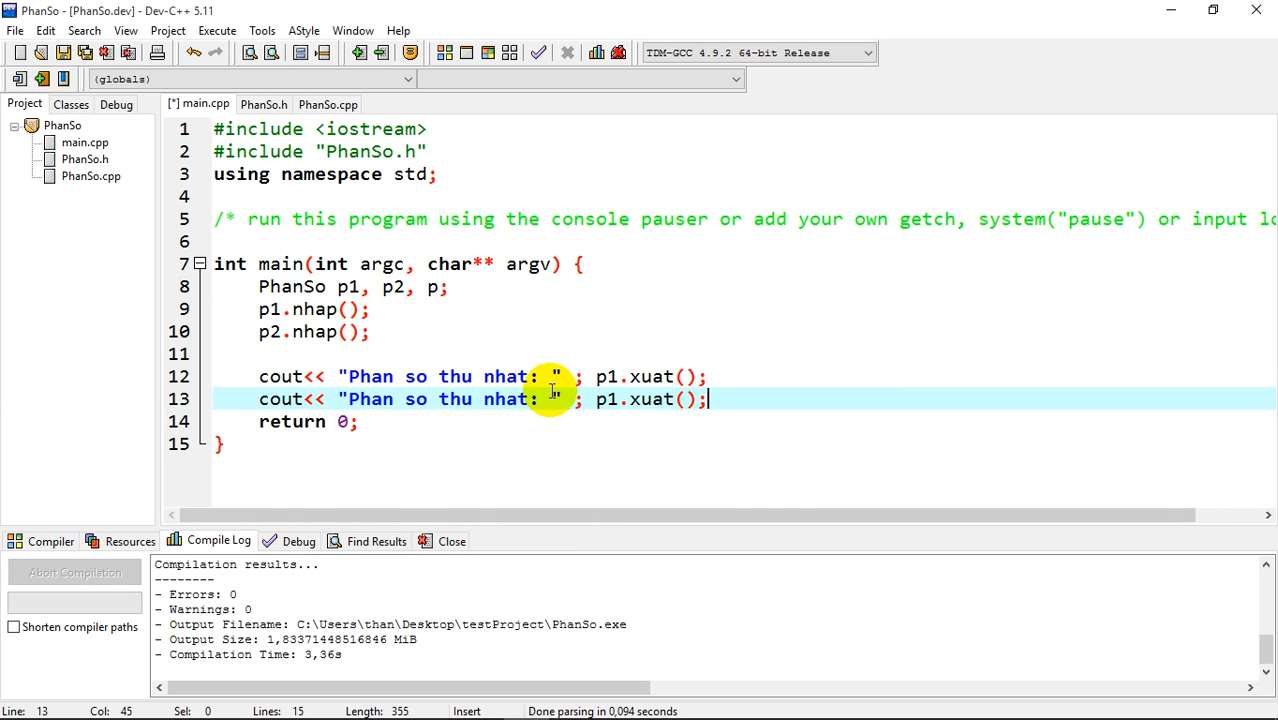 PhanSo - [PhanSo.dev] - Dev-C++ 5.11
File Edit Search View Project Execute Tools AStyle Window Help
TDM-GCC 4.9.2 64-bit Release
(globals)
Project Classes Debug
[*] main.cpp PhanSo.h PhanSo.cpp
PhanSo
main.cpp
PhanSo.h
PhanSo.cpp
1 #include <iostream>
2 #include "PhanSo.h"
3 using namespace std;
4
5 /* run this program using the console pauser or add your own getch, system("pause") or input lo
6
7 int main(int argc, char** argv) {
8 PhanSo p1, p2, p;
9 p1.nhap();
10 p2.nhap();
11
12 cout<< "Phan so thu nhat: " ; p1.xuat();
13 cout<< "Phan so thu nhat: " ; p1.xuat();
14 return 0;
15 }
Compiler Resources Compile Log Debug Find Results Close
Abort Compilation
Shorten compiler paths
Compilation results...
--------
- Errors: 0
- Warnings: 0
- Output Filename: C:\Users\than\Desktop\testProject\PhanSo.exe
- Output Size: 1,83371448516846 MiB
- Compilation Time: 3,36s
Line: 13 Col: 45 Sel: 0 Lines: 15 Length: 355 Insert Done parsing in 0,094 seconds